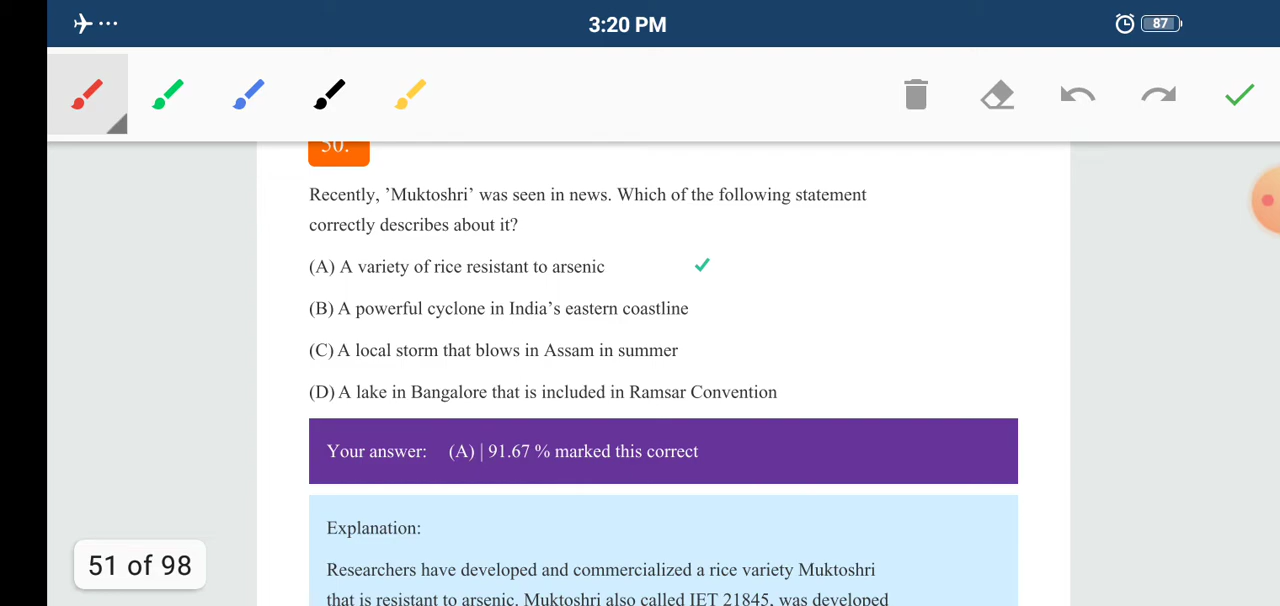 3:20 PM
87
50.
Recently, ’Muktoshri’ was seen in news. Which of the following statement
correctly describes about it?
(A) A variety of rice resistant to arsenic
(B) A powerful cyclone in India’s eastern coastline
(C) A local storm that blows in Assam in summer
(D) A lake in Bangalore that is included in Ramsar Convention
Your answer: (A) | 91.67 % marked this correct
Explanation:
Researchers have developed and commercialized a rice variety Muktoshri
51 of 98
that is resistant to arsenic. Muktoshri also called IET 21845, was developed